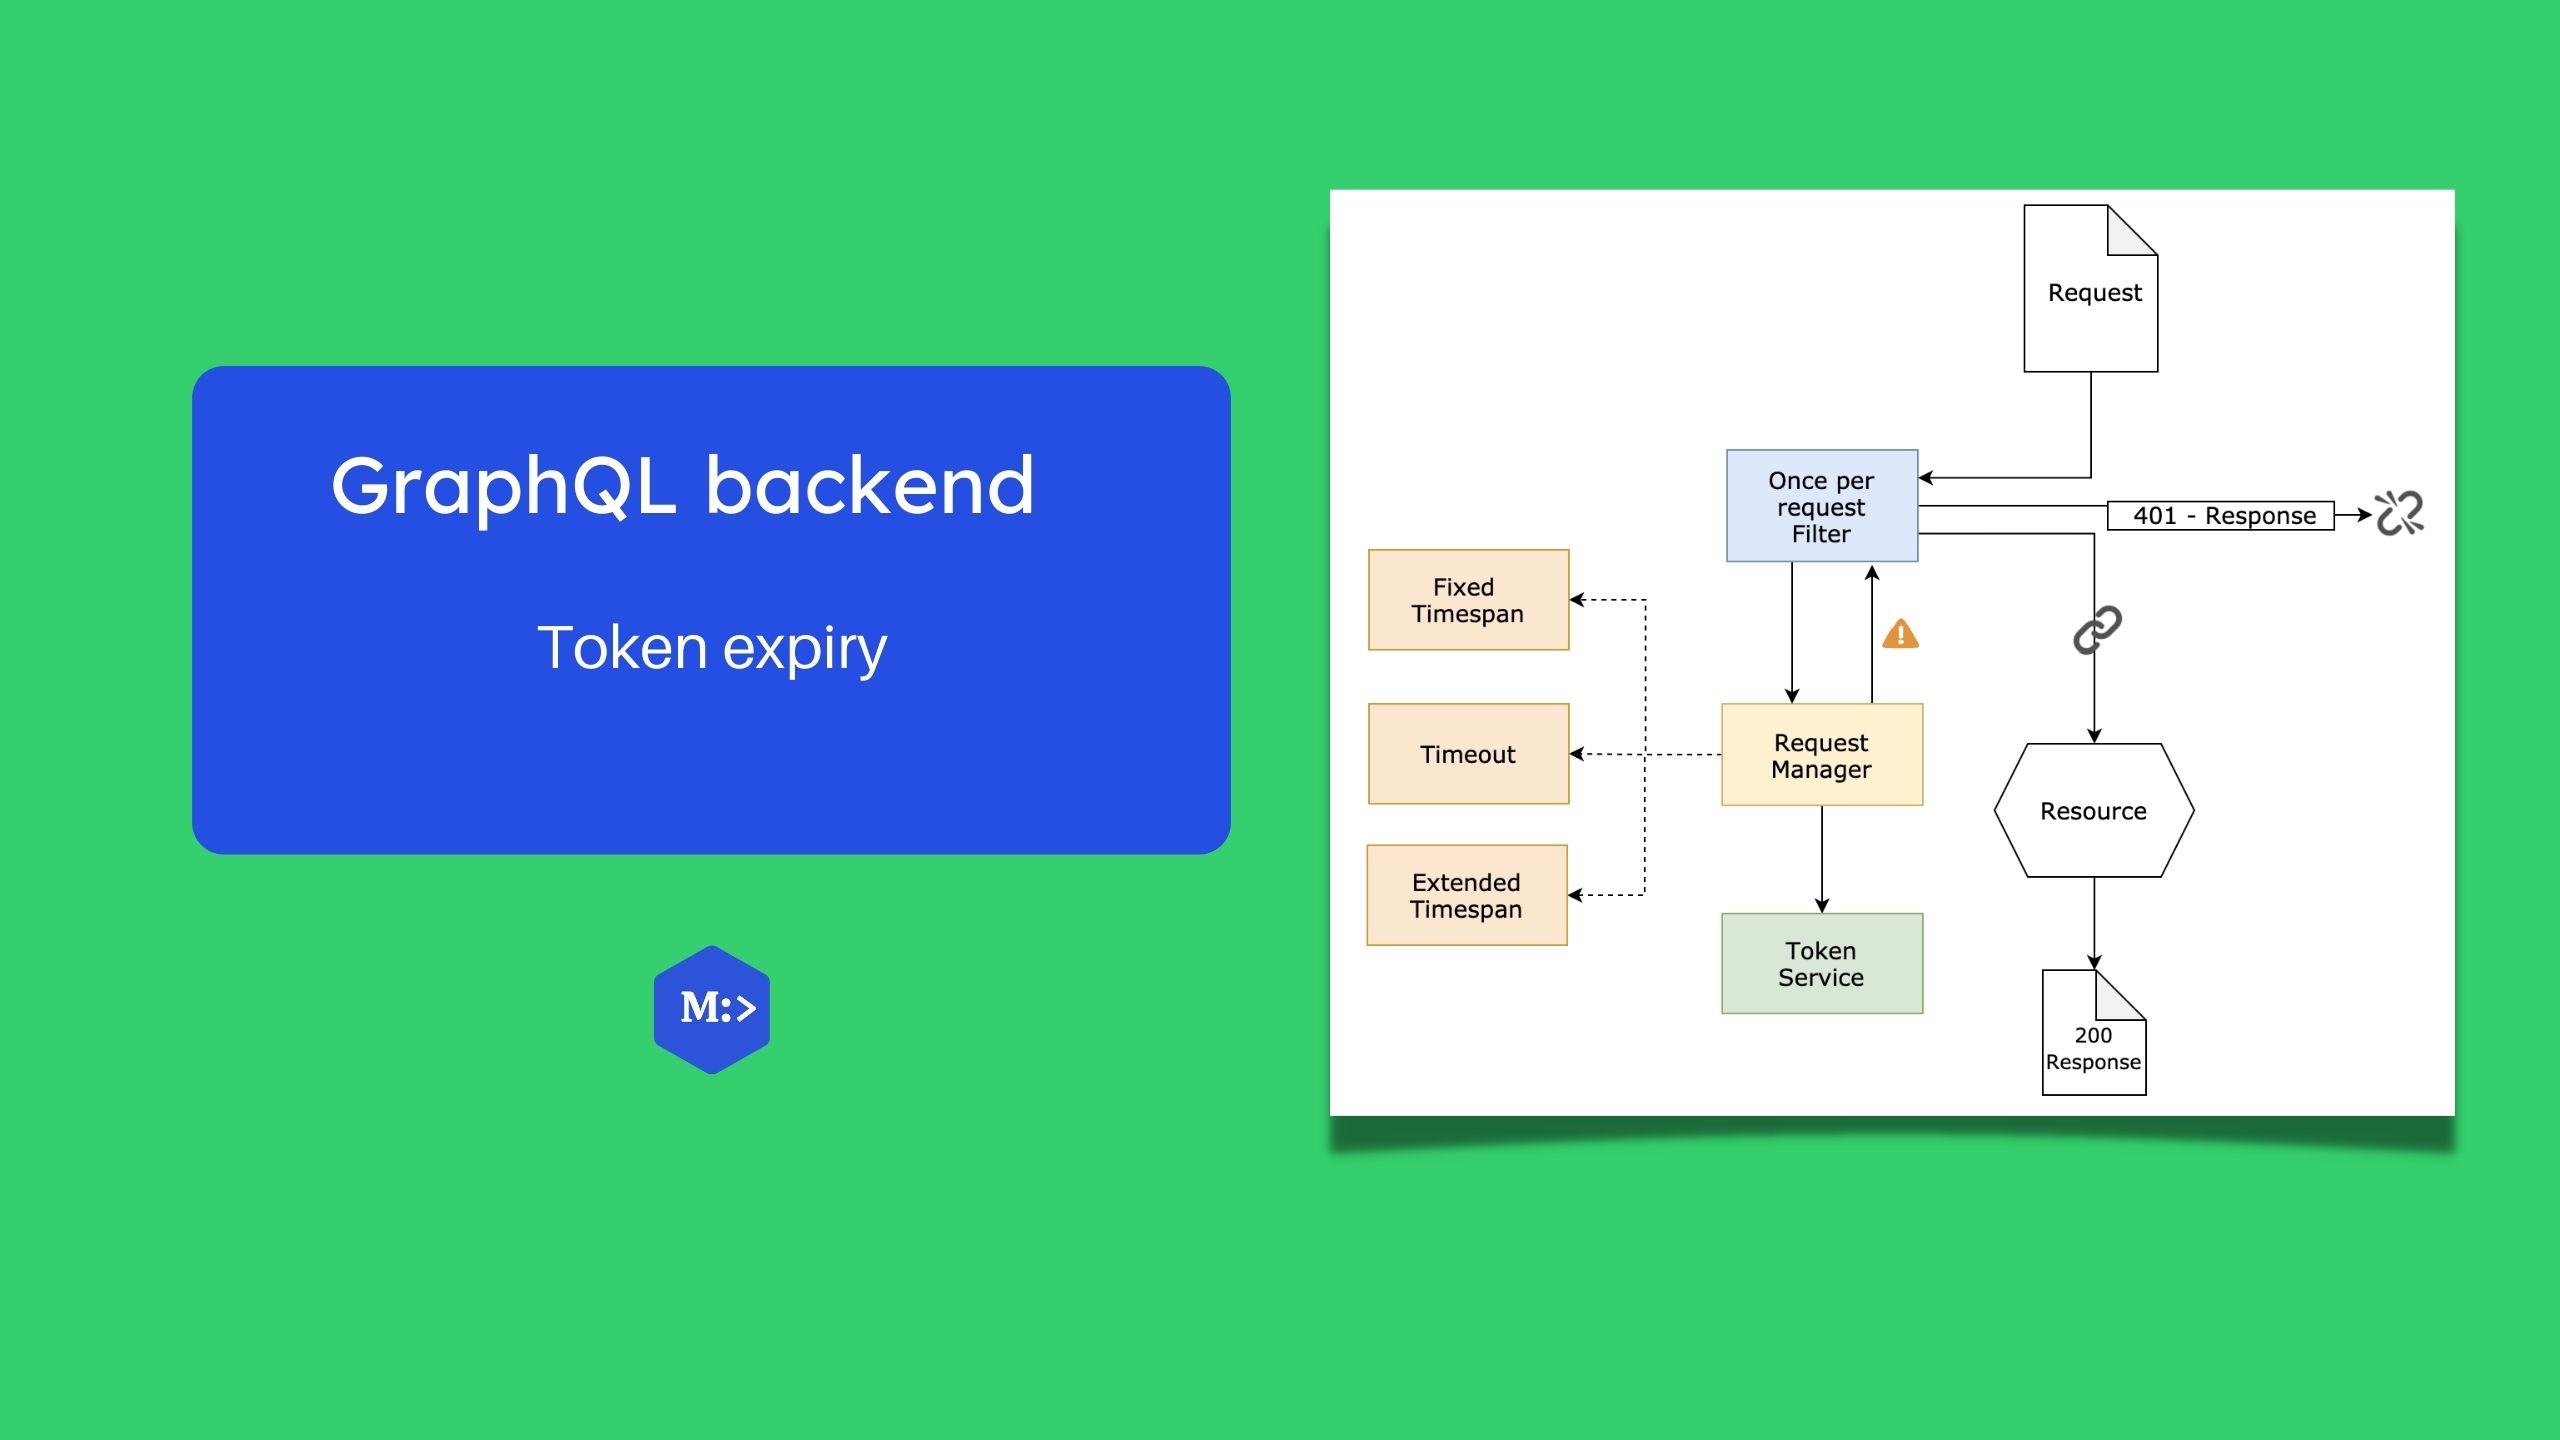 GraphQL backend
Token expiry
M:>
Request
Once per
request
Filter
401 - Response
Fixed
Timespan
Timeout
Request
Manager
Resource
Extended
Timespan
Token
Service
200
Response